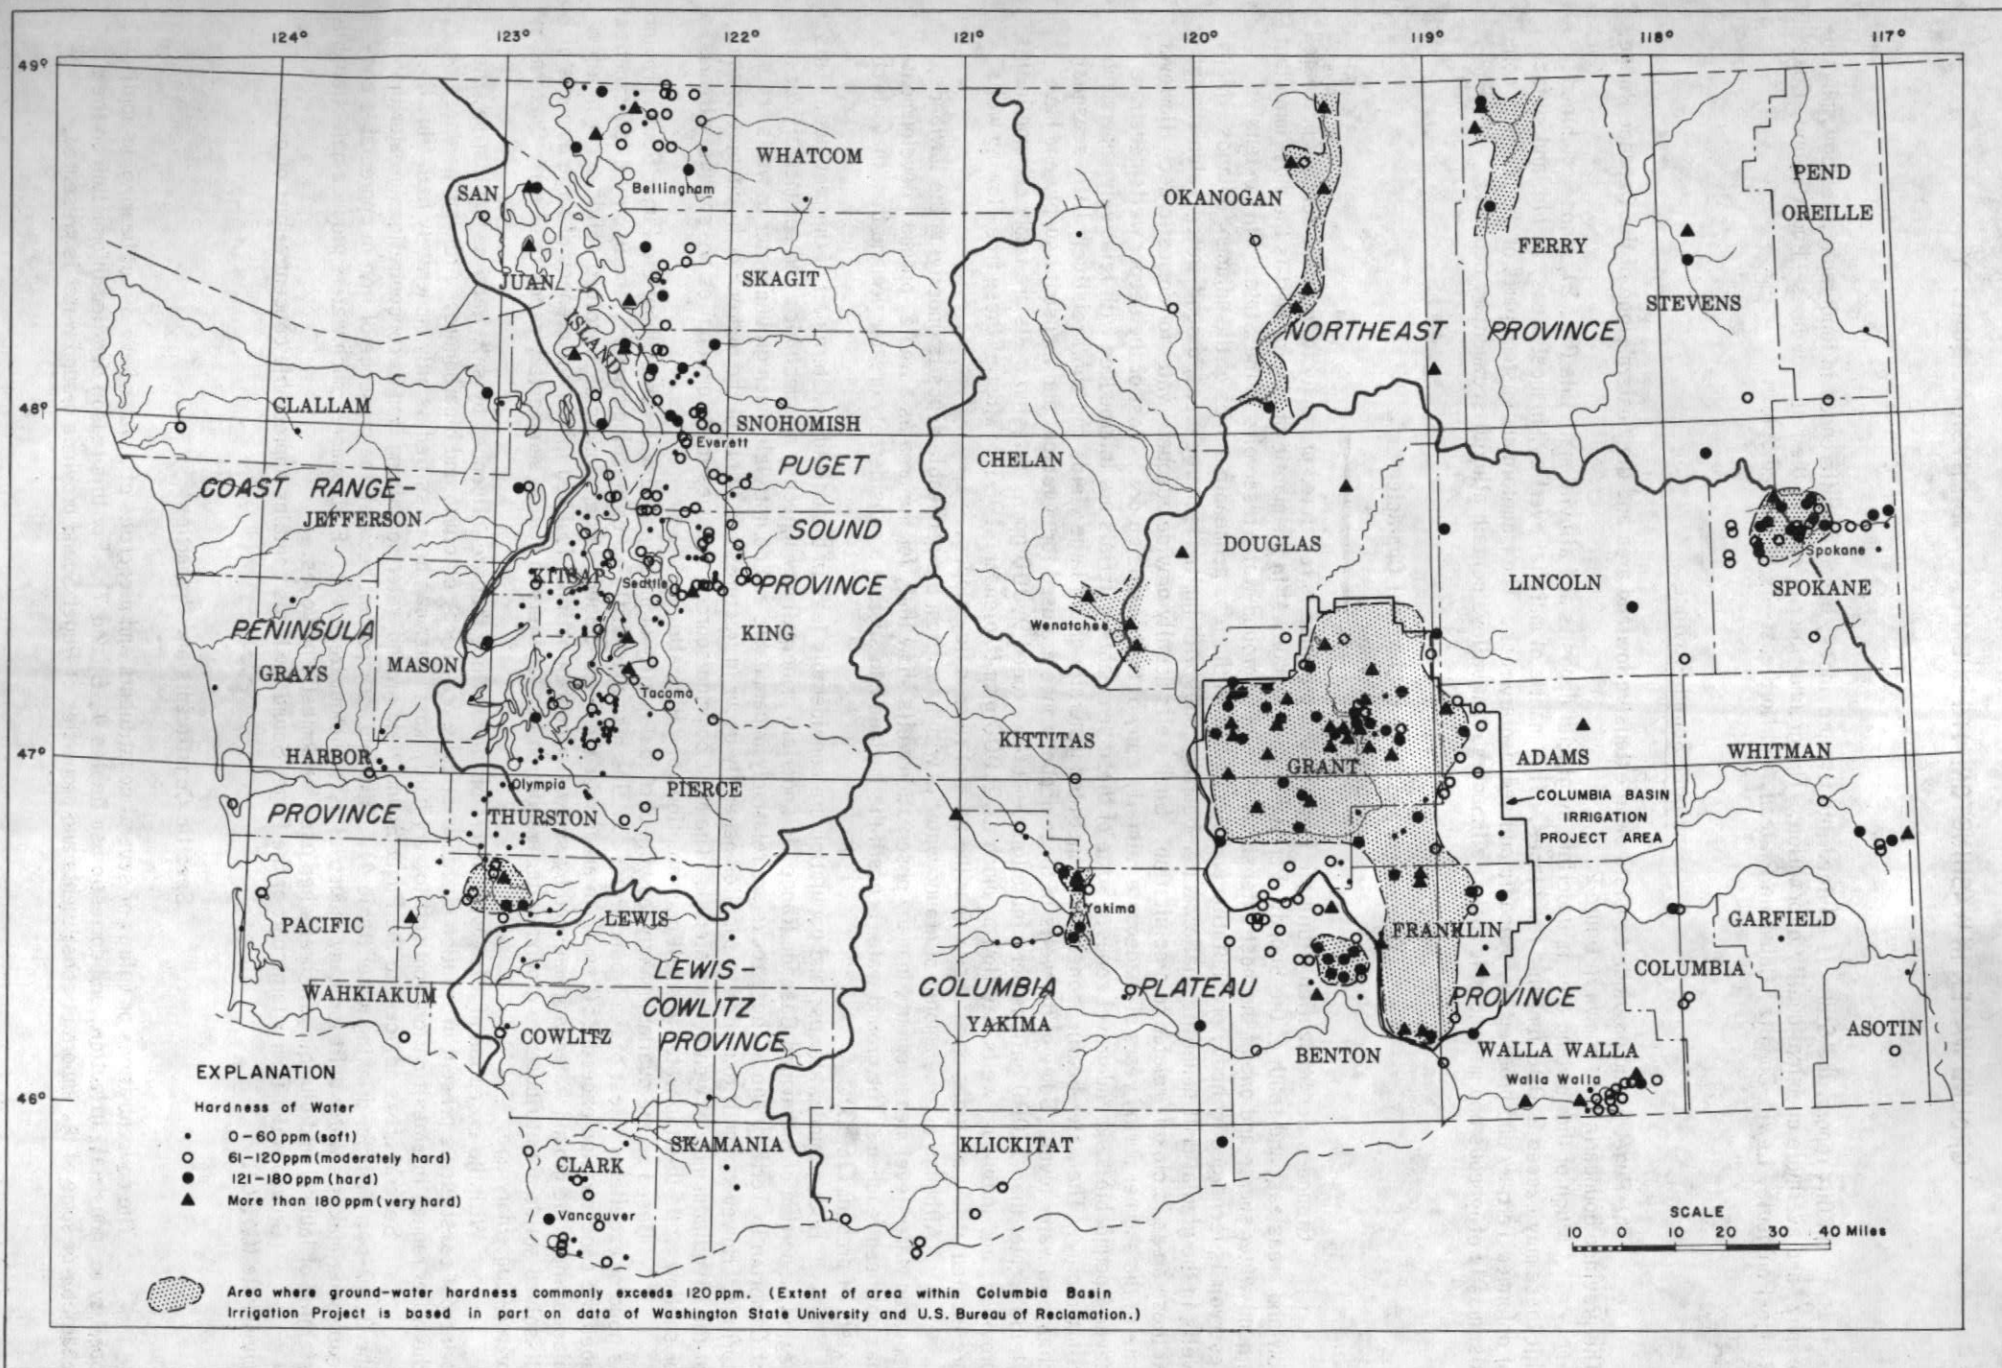 124° 123° 122° 121° 120° 119° 118° 117°
49°
WHATCOM
SAN
Bellingham
OKANOGAN
PEND
OREILLE
FERRY
JUAN
SKAGIT
STEVENS
ISLAND
NORTHEAST PROVINCE
48°
CLALLAM
SNOHOMISH
Everett
CHELAN
PUGET
COAST RANGE-
JEFFERSON
SOUND
DOUGLAS
Spokane
KITSAP
Seattle
PROVINCE
LINCOLN
SPOKANE
PENINSULA
Wenatchee
KING
GRAYS
MASON
Tacoma
47°
HARBOR
KITTITAS
GRANT
ADAMS
WHITMAN
Olympia
PIERCE
COLUMBIA BASIN
IRRIGATION
PROJECT AREA
PROVINCE
THURSTON
PACIFIC
LEWIS
Yakima
FRANKLIN
GARFIELD
LEWIS-
COWLITZ
PROVINCE
COLUMBIA
WAHKIAKUM
COLUMBIA PLATEAU PROVINCE
YAKIMA
COWLITZ
ASOTIN
BENTON
WALLA WALLA
Walla Walla
46°
EXPLANATION
Hardness of Water
0-60 ppm (soft)
61-120 ppm (moderately hard)
121-180 ppm (hard)
More than 180 ppm (very hard)
SKAMANIA
KLICKITAT
CLARK
Vancouver
SCALE
10 0 10 20 30 40 Miles
Area where ground-water hardness commonly exceeds 120 ppm. (Extent of area within Columbia Basin
Irrigation Project is based in part on data of Washington State University and U.S. Bureau of Reclamation.)